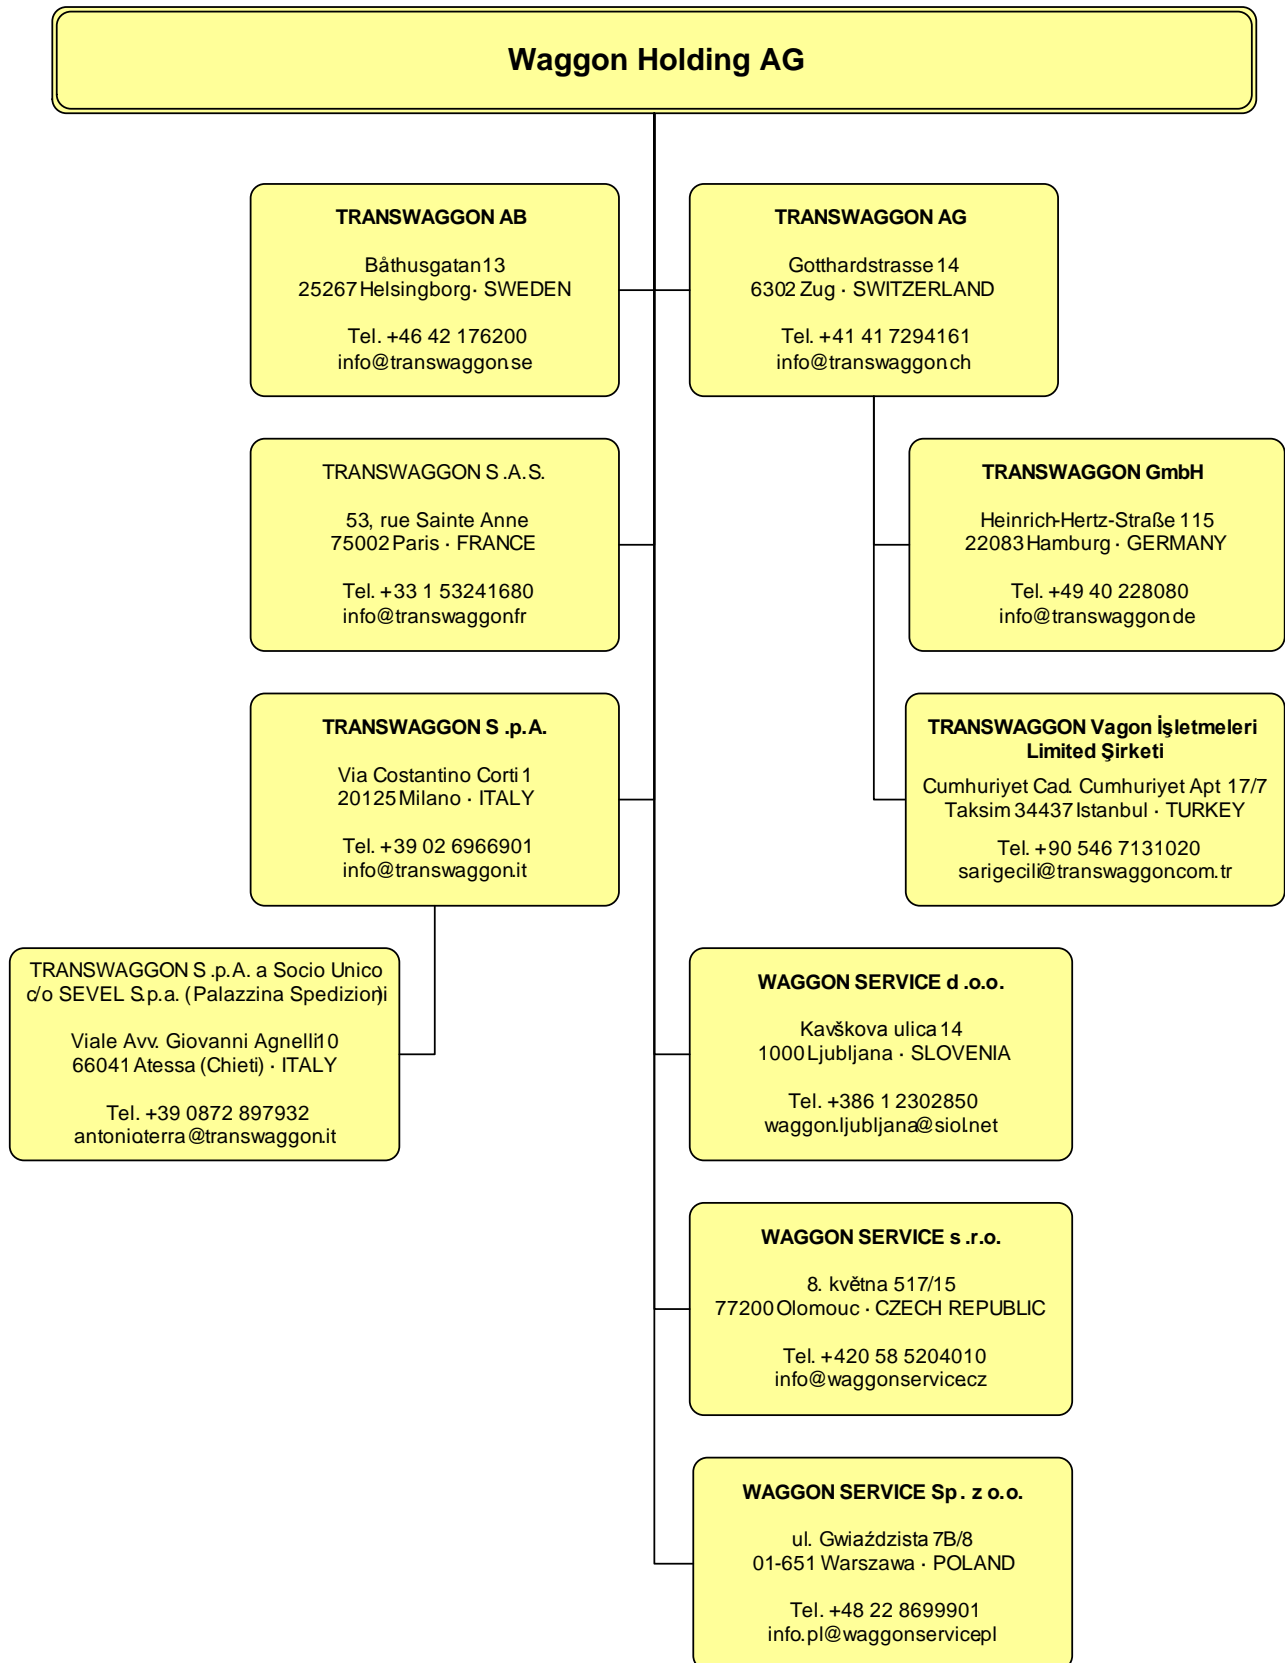 Waggon Holding AG
TRANSWAGGON AB
Båthusgatan 13
25267 Helsingborg · SWEDEN
Tel. +46 42 176200
info@transwaggon.se
TRANSWAGGON AG
Gotthardstrasse 14
6302 Zug · SWITZERLAND
Tel. +41 41 7294161
info@transwaggon.ch
TRANSWAGGON S.A.S.
53, rue Sainte Anne
75002 Paris · FRANCE
Tel. +33 1 53241680
info@transwaggon.fr
TRANSWAGGON GmbH
Heinrich-Hertz-Straße 115
22083 Hamburg · GERMANY
Tel. +49 40 228080
info@transwaggon.de
TRANSWAGGON S.p.A.
Via Costantino Corti 1
20125 Milano · ITALY
Tel. +39 02 6966901
info@transwaggon.it
TRANSWAGGON Vagon İşletmeleri
Limited Şirketi
Cumhuriyet Cad. Cumhuriyet Apt 17/7
Taksim 34437 Istanbul · TURKEY
Tel. +90 546 7131020
sarigecili@transwaggon.com.tr
TRANSWAGGON S.p.A. a Socio Unico
c/o SEVEL S.p.a. (Palazzina Spedizioni)
Viale Avv. Giovanni Agnelli 10
66041 Atessa (Chieti) · ITALY
Tel. +39 0872 897932
antonio.terra@transwaggon.it
WAGGON SERVICE d.o.o.
Kavškova ulica 14
1000 Ljubljana · SLOVENIA
Tel. +386 1 2302850
waggon.ljubljana@siol.net
WAGGON SERVICE s.r.o.
8. května 517/15
77200 Olomouc · CZECH REPUBLIC
Tel. +420 58 5204010
info@waggonservice.cz
WAGGON SERVICE Sp. z o.o.
ul. Gwiaździsta 7B/8
01-651 Warszawa · POLAND
Tel. +48 22 8699901
info.pl@waggonservice.pl